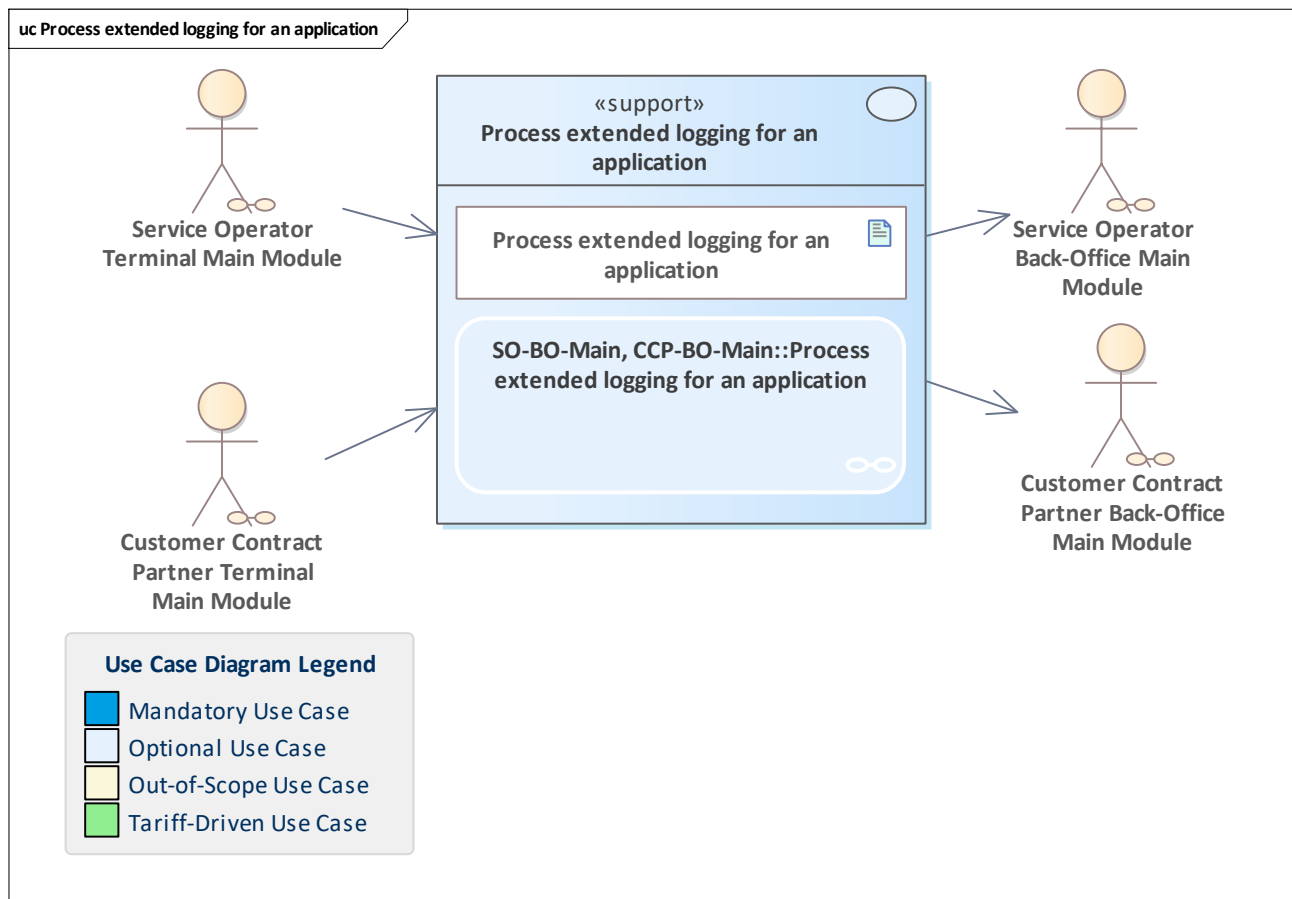 uc Process extended logging for an application
«support»
Process extended logging for an
application
Process extended logging for an
application
SO-BO-Main, CCP-BO-Main::Process
extended logging for an application
Service Operator
Terminal Main Module
Service Operator
Back-Office Main
Module
Customer Contract
Partner Terminal
Main Module
Customer Contract
Partner Back-Office
Main Module
Use Case Diagram Legend
Mandatory Use Case
Optional Use Case
Out-of-Scope Use Case
Tariff-Driven Use Case